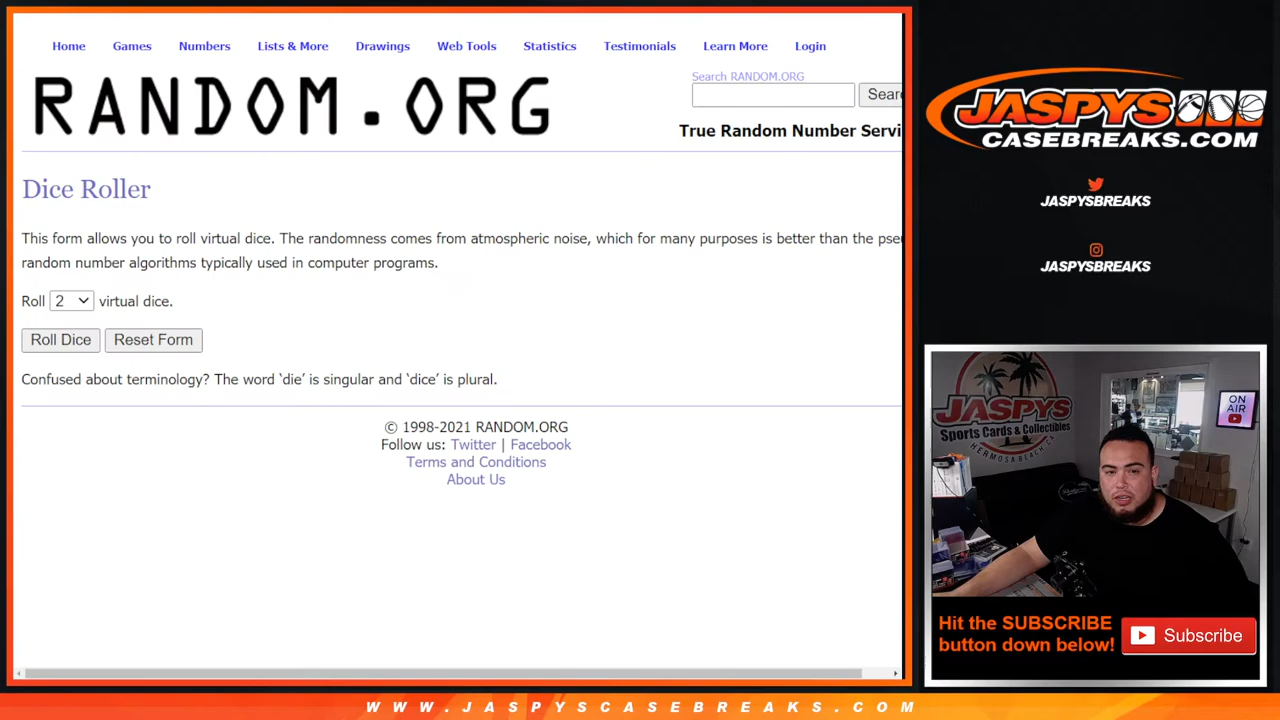 Home Games Numbers Lists & More Drawings Web Tools Statistics Testimonials Learn More Login
RANDOM.ORG
Search RANDOM.ORG
Sear
True Random Number Servi
Dice Roller
This form allows you to roll virtual dice. The randomness comes from atmospheric noise, which for many purposes is better than the pse
random number algorithms typically used in computer programs.
Roll 2 virtual dice.
Roll Dice Reset Form
Confused about terminology? The word ‘die’ is singular and ‘dice’ is plural.
© 1998-2021 RANDOM.ORG
Follow us: Twitter | Facebook
Terms and Conditions
About Us
JASPYS
CASEBREAKS.COM
JASPYSBREAKS
JASPYSBREAKS
JASPYS
Sports Cards & Collectibles
HERMOSA BEACH, CA
ON
AIR
Hit the SUBSCRIBE
button down below!
Subscribe
WWW.JASPYSCASEBREAKS.COM